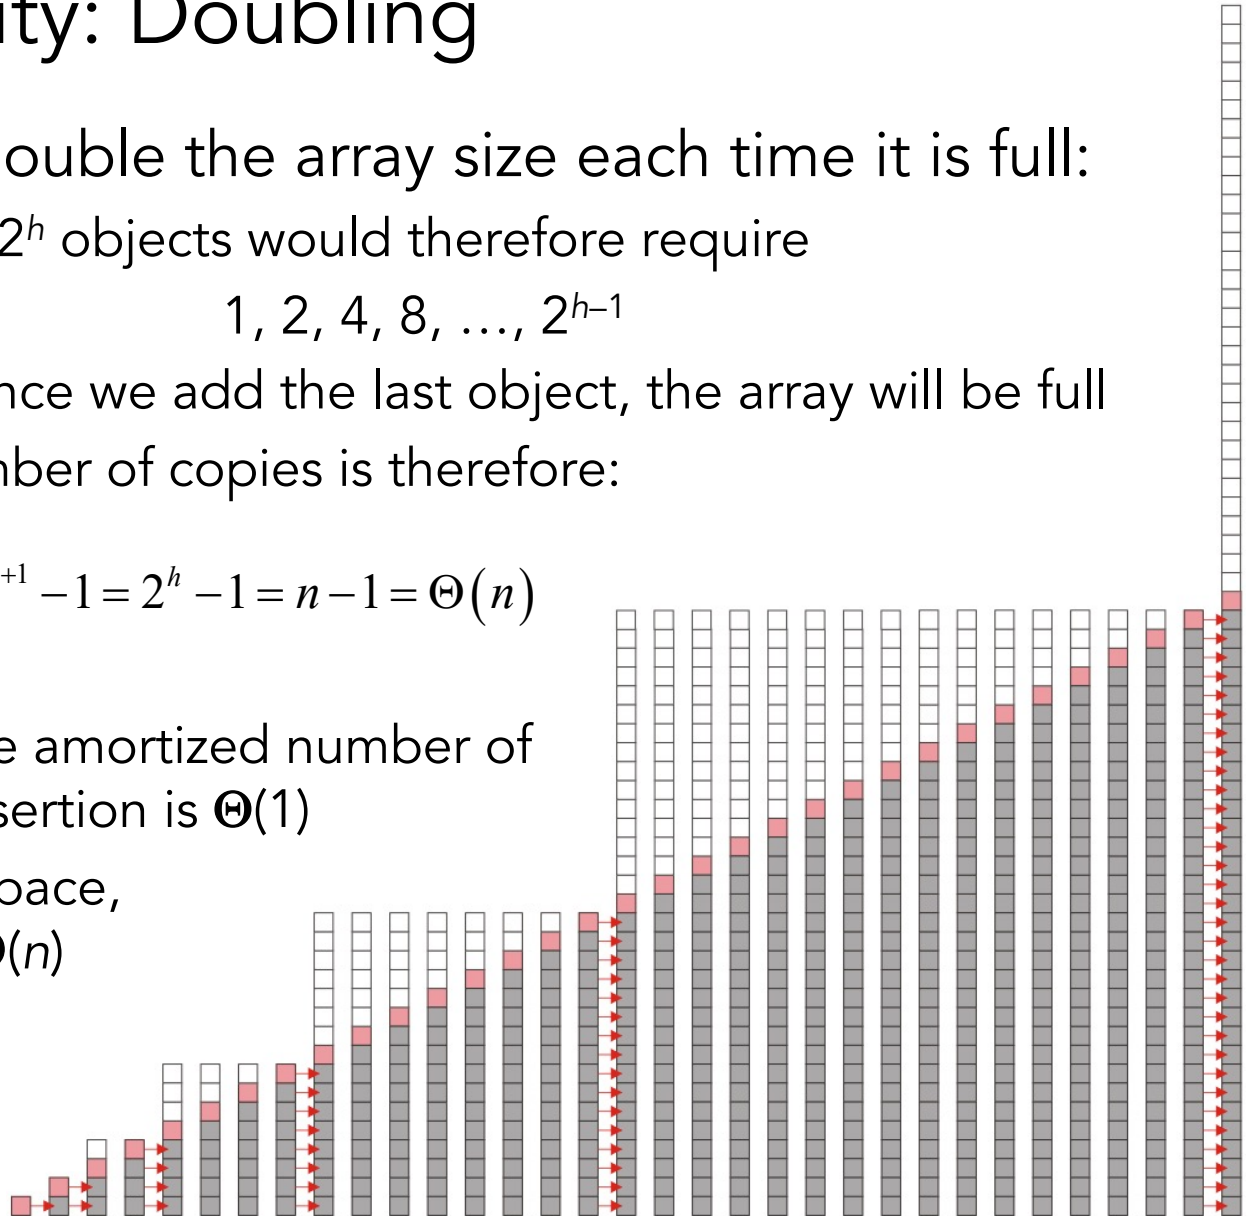 ity: Doubling
ouble the array size each time it is full:
2ʰ objects would therefore require
1, 2, 4, 8, …, 2ʰ⁻¹
nce we add the last object, the array will be full
nber of copies is therefore:
⁺¹ −1 = 2ʰ −1 = n −1 = Θ(n)
e amortized number of
sertion is Θ(1)
pace,
(n)